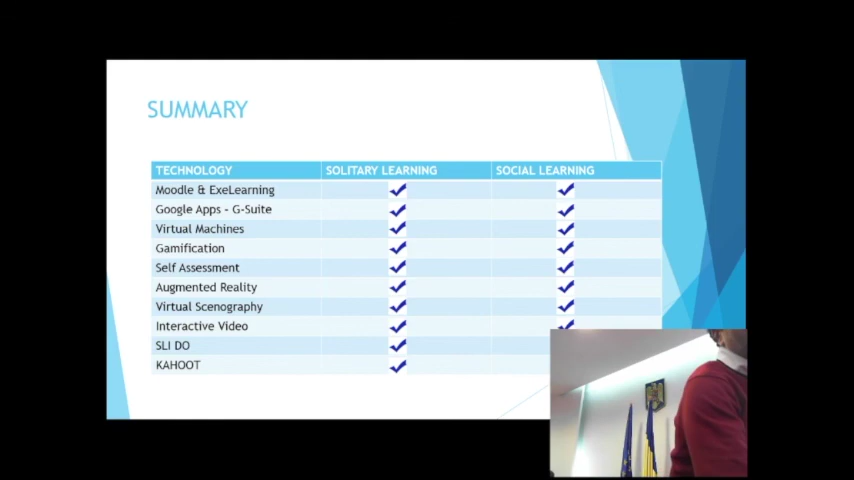 SUMMARY
TECHNOLOGY SOLITARY LEARNING SOCIAL LEARNING
Moodle & ExeLearning
Google Apps - G-Suite
Virtual Machines
Gamification
Self Assessment
Augmented Reality
Virtual Scenography
Interactive Video
SLI DO
KAHOOT